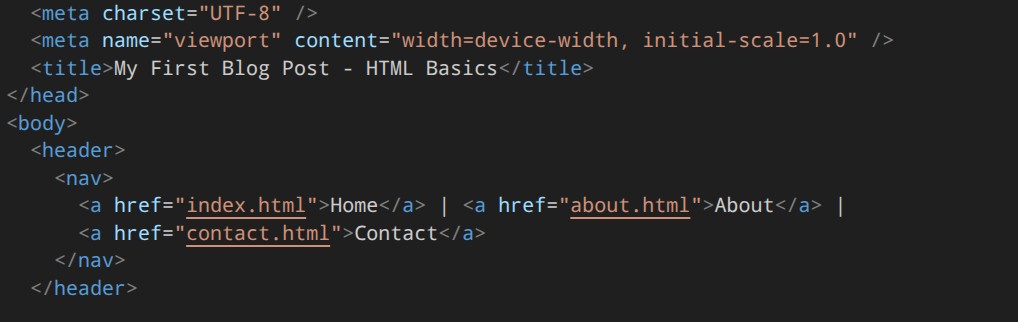 <meta charset="UTF-8" />
<meta name="viewport" content="width=device-width, initial-scale=1.0" />
<title>My First Blog Post - HTML Basics</title>
</head>
<body>
<header>
<nav>
<a href="index.html">Home</a> | <a href="about.html">About</a> |
<a href="contact.html">Contact</a>
</nav>
</header>